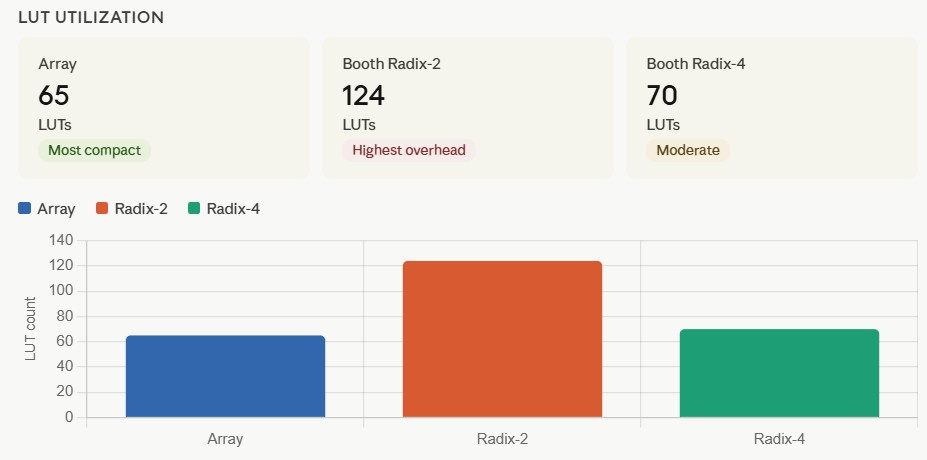 LUT UTILIZATION
Array
65
LUTs
Most compact
Booth Radix-2
124
LUTs
Highest overhead
Booth Radix-4
70
LUTs
Moderate
Array Radix-2 Radix-4
LUT count
140
120
100
80
60
40
20
0
Array Radix-2 Radix-4